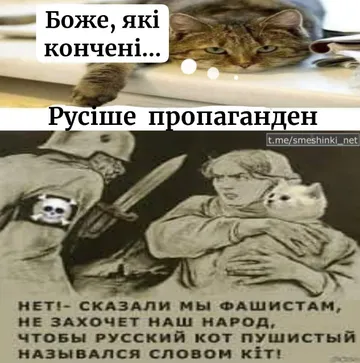 Боже, які
кончені...
Русіше пропаганден
t.me/smeshinki_net
НЕТ!- СКАЗАЛИ МЫ ФАШИСТАМ,
НЕ ЗАХОЧЕТ НАШ НАРОД,
ЧТОБЫ РУССКИЙ КОТ ПУШИСТЫЙ
НАЗЫВАЛСЯ СЛОВОМ КІТ!